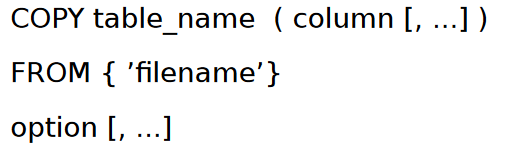 COPY table_name ( column [, ...] )
FROM { ’filename’}
option [, ...]